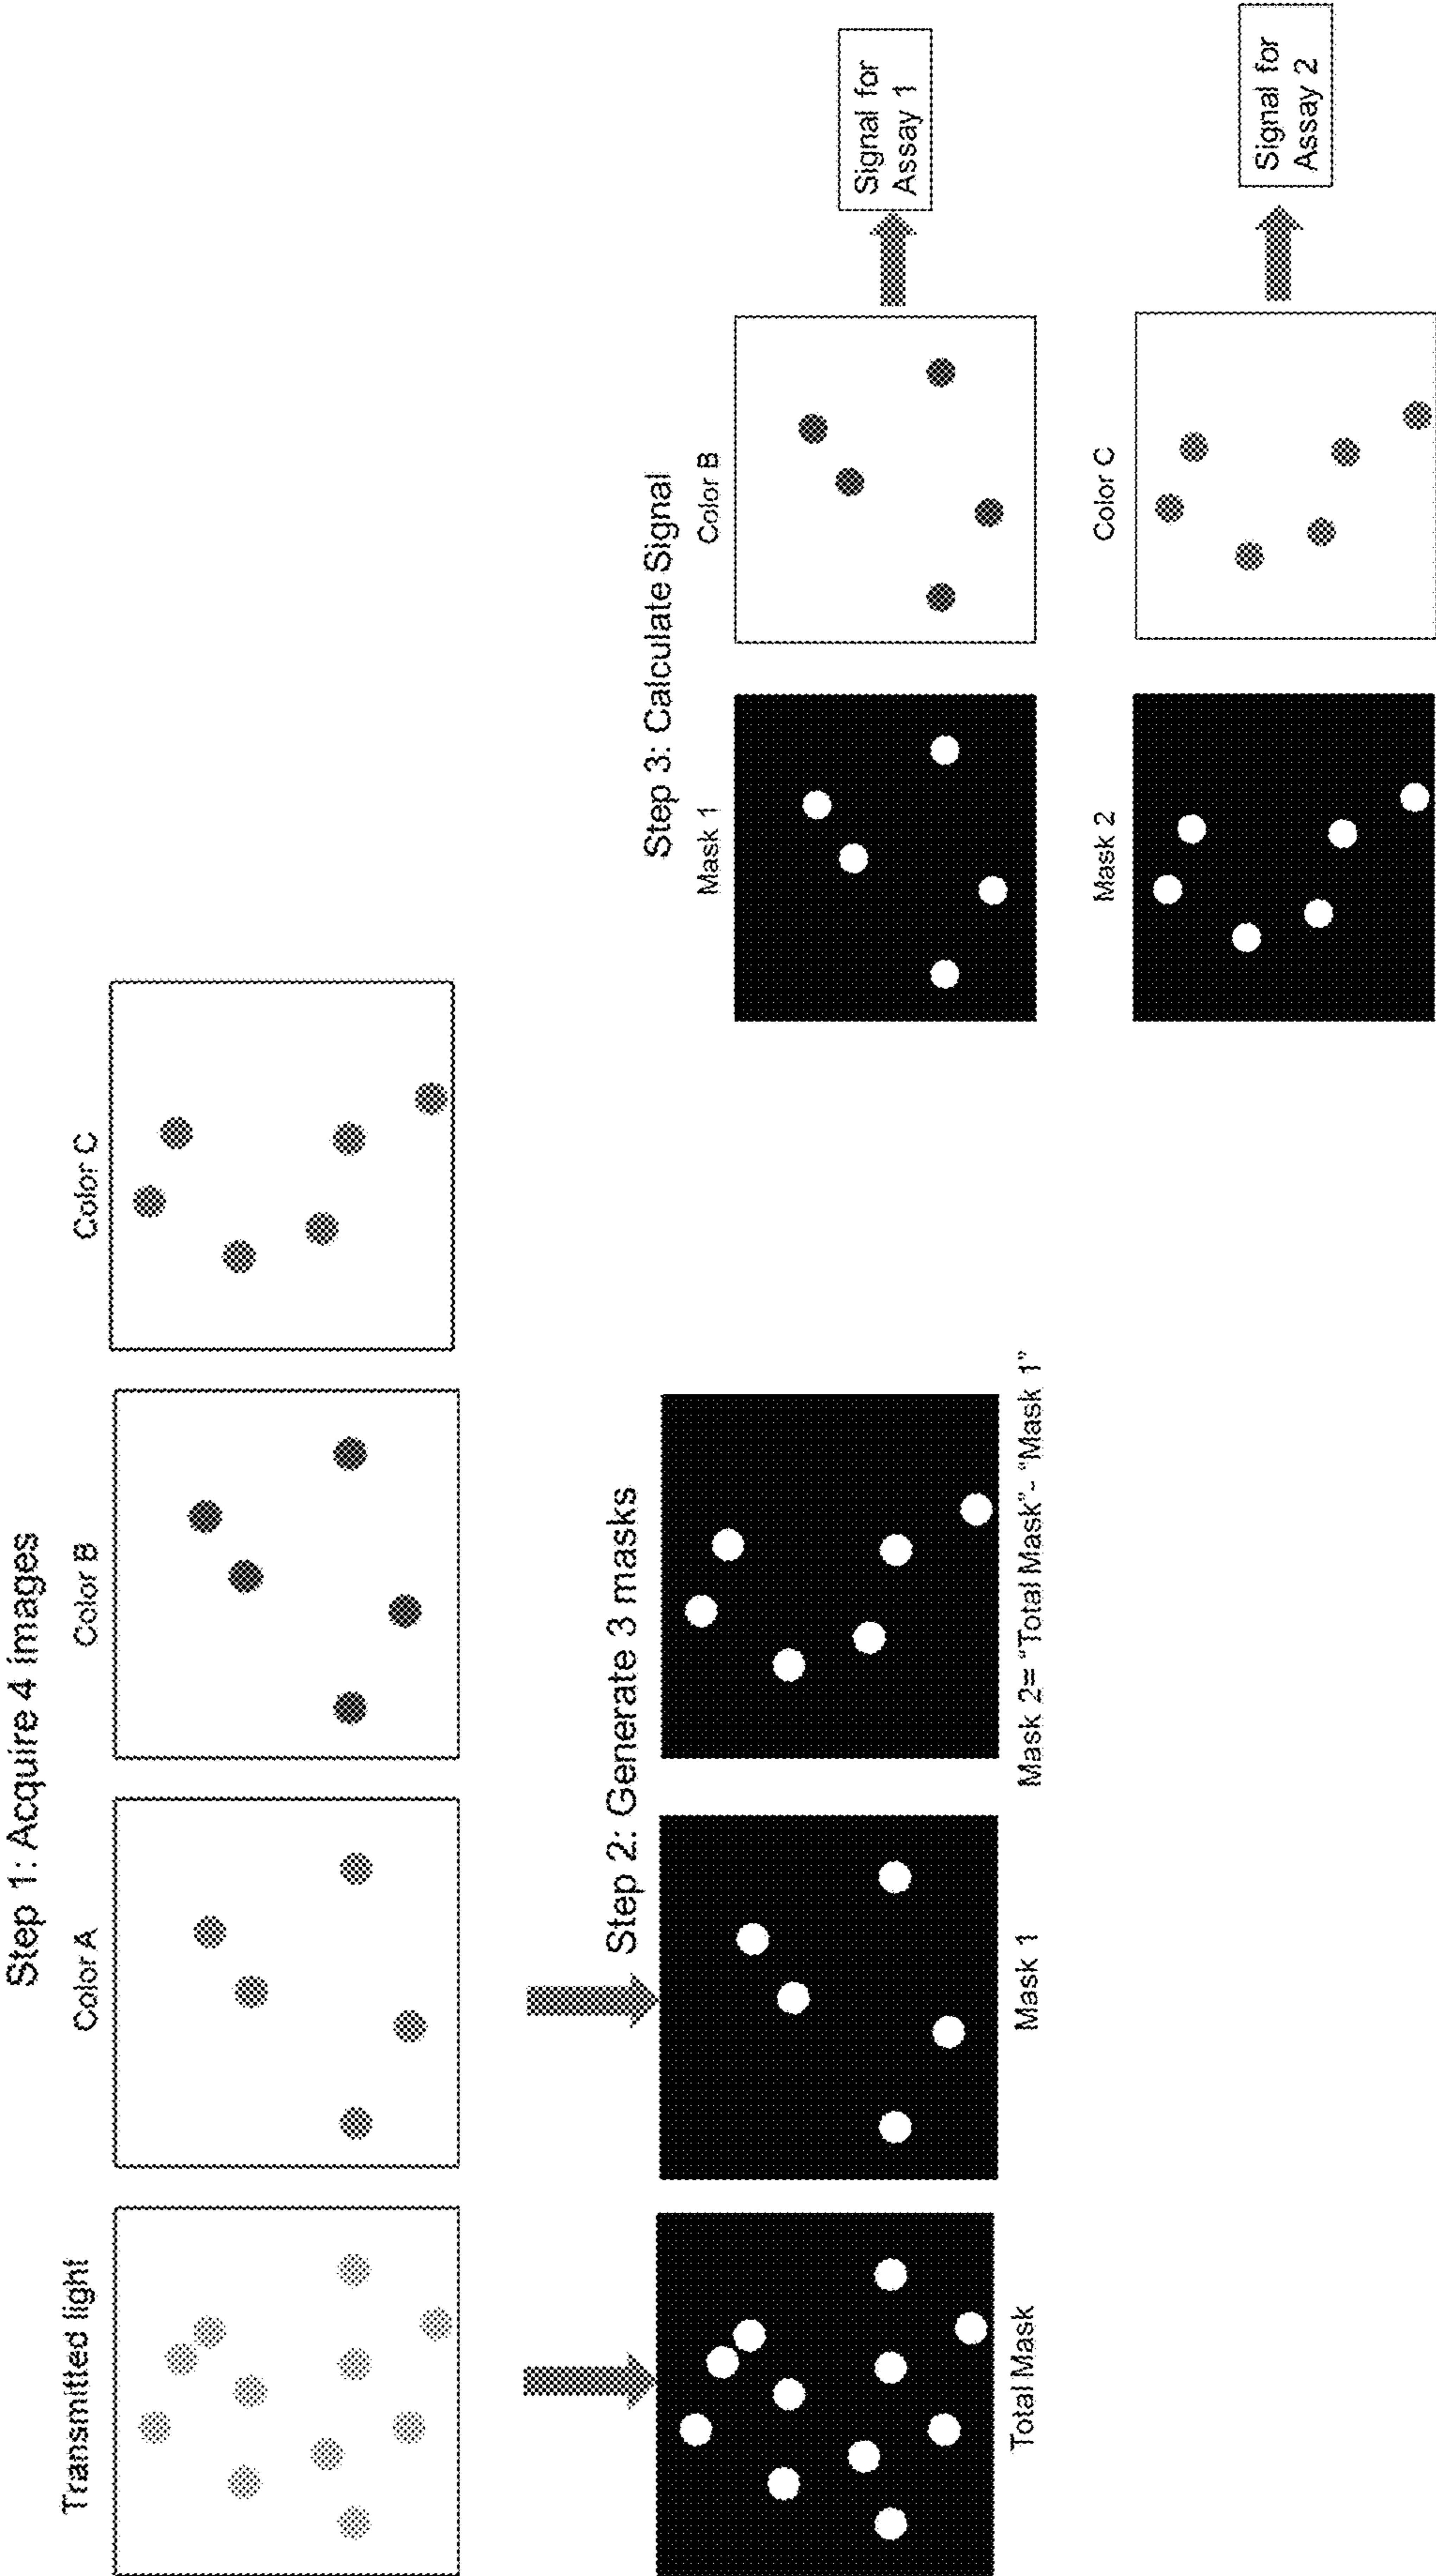 Step 1: Acquire 4 images
Transmitted light
Color A
Color B
Color C
Step 2: Generate 3 masks
Total Mask
Mask 1
Mask 2= “Total Mask”- “Mask 1”
Step 3: Calculate Signal
Mask 1
Color B
Signal for
Assay 1
Mask 2
Color C
Signal for
Assay 2